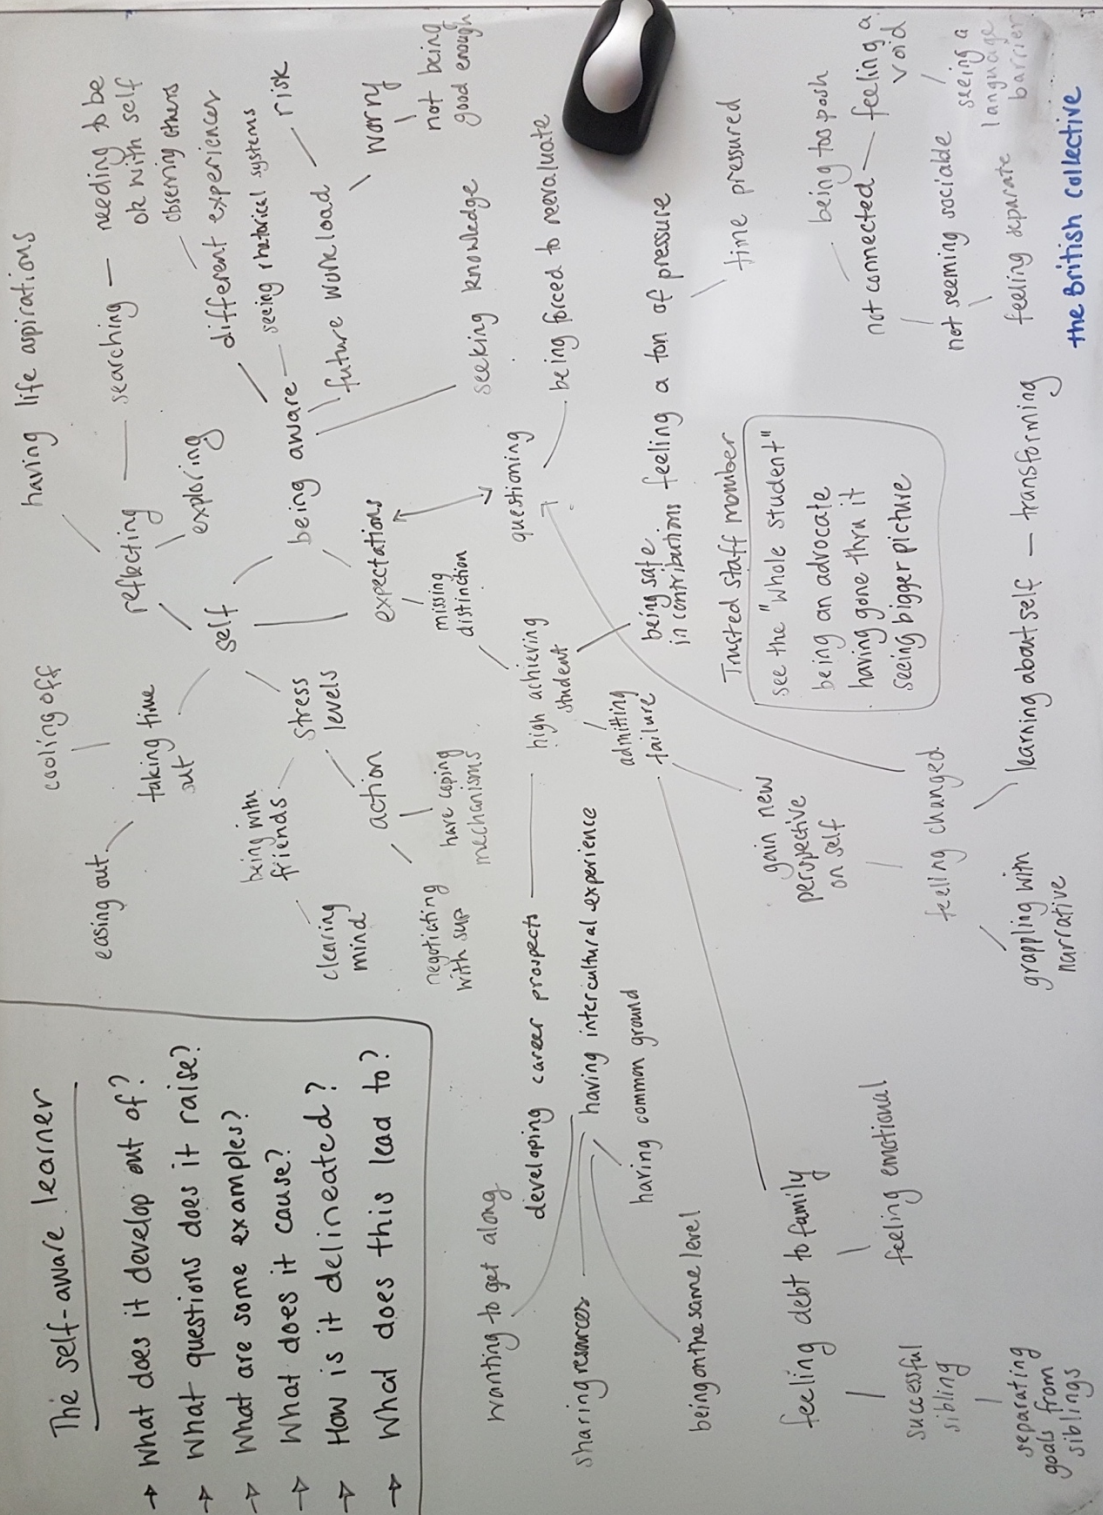 The self-aware learner
→ What does it develop out of?
→ What questions does it raise?
→ What are some examples?
→ What does it cause?
→ How is it delineated?
→ What does this lead to?
easing out
cooling off
taking time
out
self
reflecting
exploring
having life aspirations
searching
needing to be
ok with self
observing others
different experiences
seeing rhetorical systems
being aware
future workload
risk
worry
not being
good enough
seeking knowledge
being with
friends
clearing
mind
stress
levels
action
negotiating
with sup
have coping
mechanisms
expectations
missing
distinction
questioning
being forced to reevaluate
high achieving
student
developing career prospects
wanting to get along
having intercultural experience
sharing resources
having common ground
being on the same level
admitting
failure
being safe
in contributions
feeling a ton of pressure
time pressured
Trusted staff member
see the "whole student"
being an advocate
having gone thru it
seeing bigger picture
gain new
perspective
on self
feeling changed
grappling with
narrative
learning about self
transforming
feeling debt to family
feeling emotional
successful
sibling
separating
goals from
siblings
being too posh
not connected
feeling a
void
not seeming sociable
seeing a
language
barrier
feeling separate
the British collective